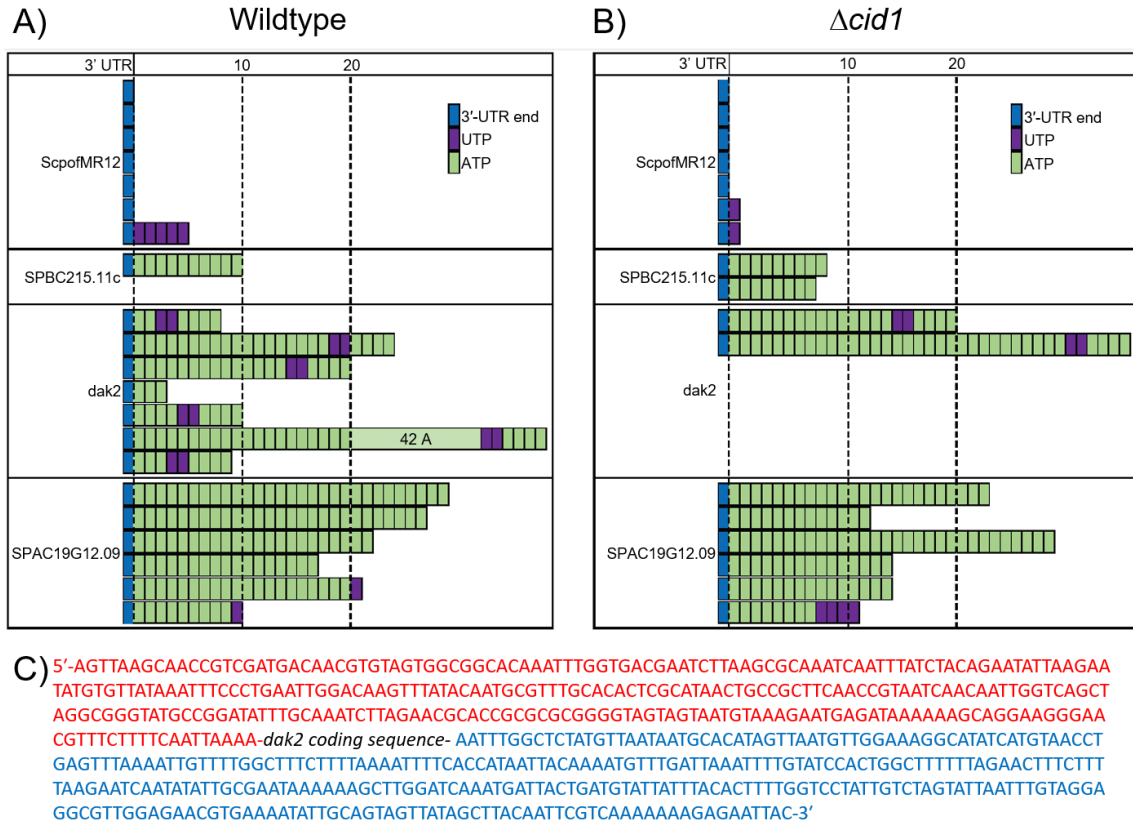 A)
Wildtype
3' UTR
10
20
3'-UTR end
UTP
ATP
ScpofMR12
SPBC215.11c
dak2
42 A
SPAC19G12.09
B)
Δcid1
3' UTR
10
20
3'-UTR end
UTP
ATP
ScpofMR12
SPBC215.11c
dak2
SPAC19G12.09
C)
5'-AGTTAAGCAACCGTCGATGACAACGTGTAGTGGCGGCACAAATTTGGTGACGAATCTTAAGCGCAAATCAATTTATCTACAGAATATTAAGAA
TATGTGTTATAAATTTCCCTGAATTGGACAAGTTTATACAATGCGTTTGCACACTCGCATAACTGCCGCTTCAACCGTAATCAACAATTGGTCAGCT
AGGCGGGTATGCCGGATATTTGCAAATCTTAGAACGCACCGCGCGCGGGGTAGTAGTAATGTAAAGAATGAGATAAAAAAGCAGGAAGGGAA
CGTTTCTTTTCAATTAAAA-dak2 coding sequence- AATTTGGCTCTATGTTAATAATGCACATAGTTAATGTTGGAAAGGCATATCATGTAACCT
GAGTTTAAAATTGTTTTGGCTTTCTTTTAAAATTTTCACCATAATTACAAAATGTTTGATTAAATTTTGTATCCACTGGCTTTTTTAGAACTTTCTTT
TAAGAATCAATATATTGCGAATAAAAAAGCTTGGATCAAATGATTACTGATGTATTATTTACACTTTTGGTCCTATTGTCTAGTATTAATTTGTAGGA
GGCGTTGGAGAACGTGAAAATATTGCAGTAGTTATAGCTTACAATTCGTCAAAAAAAGAGAATTAC-3'